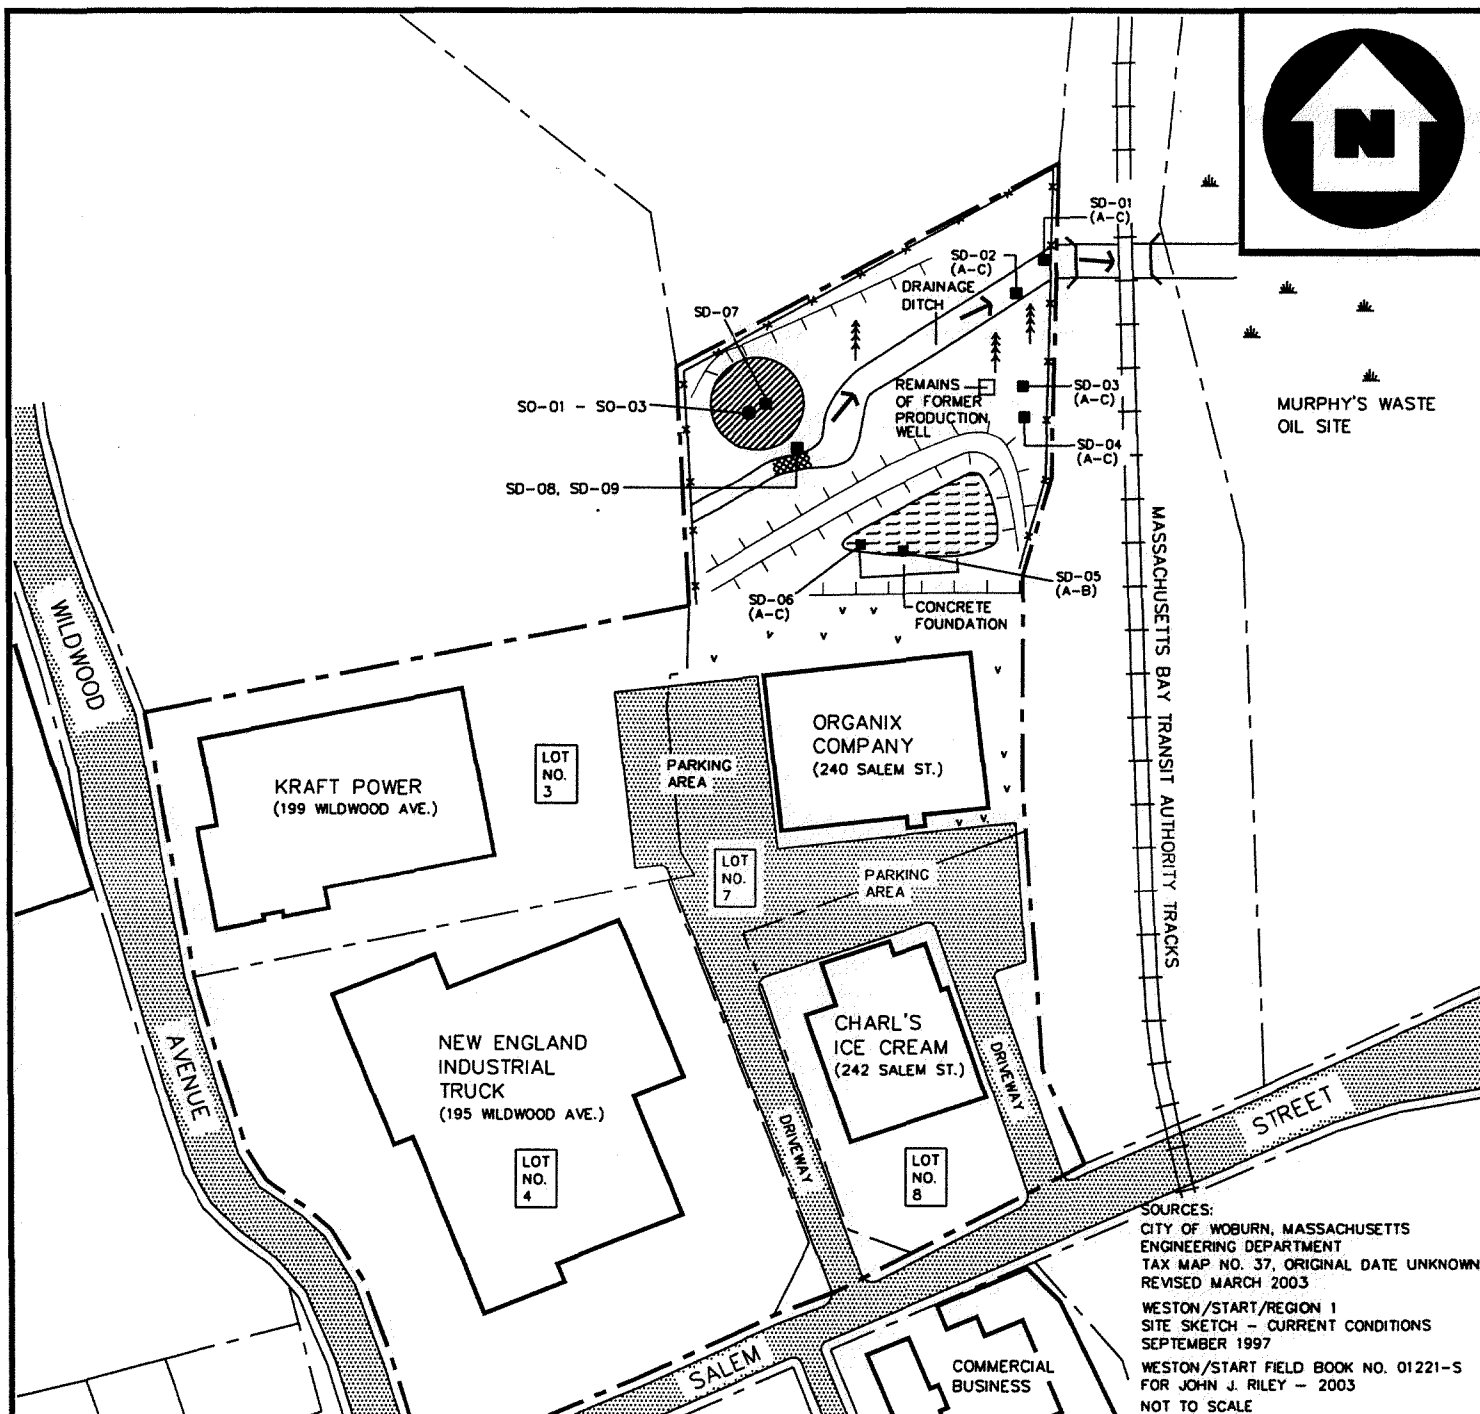 N
SD-01
(A-C)
SD-02
(A-C)
DRAINAGE
DITCH
SD-07
SO-01 - SO-03
REMAINS
OF FORMER
PRODUCTION
WELL
SD-03
(A-C)
MURPHY'S WASTE
OIL SITE
SD-04
(A-C)
SD-08, SD-09
SD-05
(A-B)
SD-06
(A-C)
CONCRETE
FOUNDATION
MASSACHUSETTS BAY TRANSIT AUTHORITY TRACKS
WILDWOOD
AVENUE
ORGANIX
COMPANY
(240 SALEM ST.)
PARKING
AREA
LOT
NO.
3
KRAFT POWER
(199 WILDWOOD AVE.)
LOT
NO.
7
PARKING
AREA
NEW ENGLAND
INDUSTRIAL
TRUCK
(195 WILDWOOD AVE.)
CHARL'S
ICE CREAM
(242 SALEM ST.)
DRIVEWAY
DRIVEWAY
LOT
NO.
4
LOT
NO.
8
SALEM
STREET
COMMERCIAL
BUSINESS
SOURCES:
CITY OF WOBURN, MASSACHUSETTS
ENGINEERING DEPARTMENT
TAX MAP NO. 37, ORIGINAL DATE UNKNOWN
REVISED MARCH 2003
WESTON/START/REGION 1
SITE SKETCH - CURRENT CONDITIONS
SEPTEMBER 1997
WESTON/START FIELD BOOK NO. 01221-S
FOR JOHN J. RILEY - 2003
NOT TO SCALE